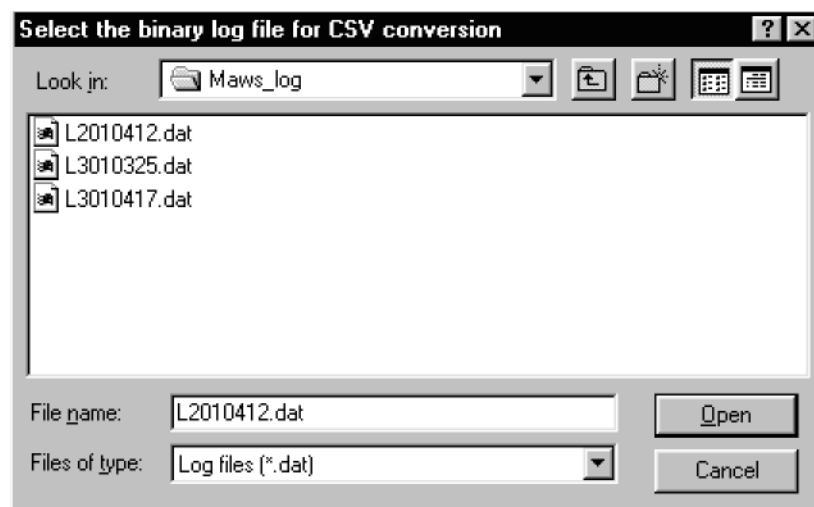 Select the binary log file for CSV conversion
Look in: Maws_log
L2010412.dat
L3010325.dat
L3010417.dat
File name: L2010412.dat Open
Files of type: Log files (*.dat) Cancel